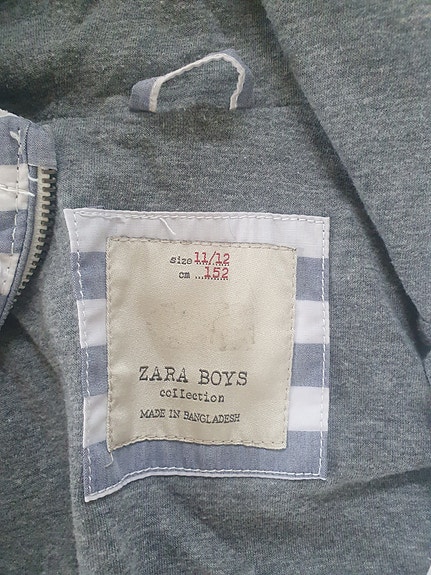 size 11/12
cm ...152
ZARA BOYS
collection
MADE IN BANGLADESH